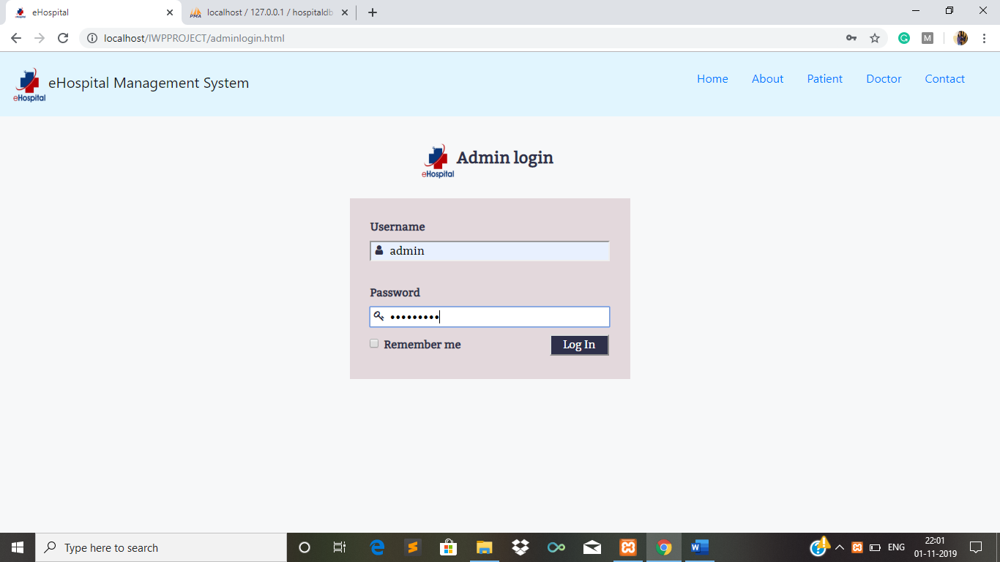 eHospital
localhost / 127.0.0.1 / hospitaldb
localhost/IWPPROJECT/adminlogin.html
M
eHospital
eHospital Management System
Home About Patient Doctor Contact
eHospital
Admin login
Username
admin
Password
•••••••••
Remember me
Log In
Type here to search
ENG
22:01
01-11-2019